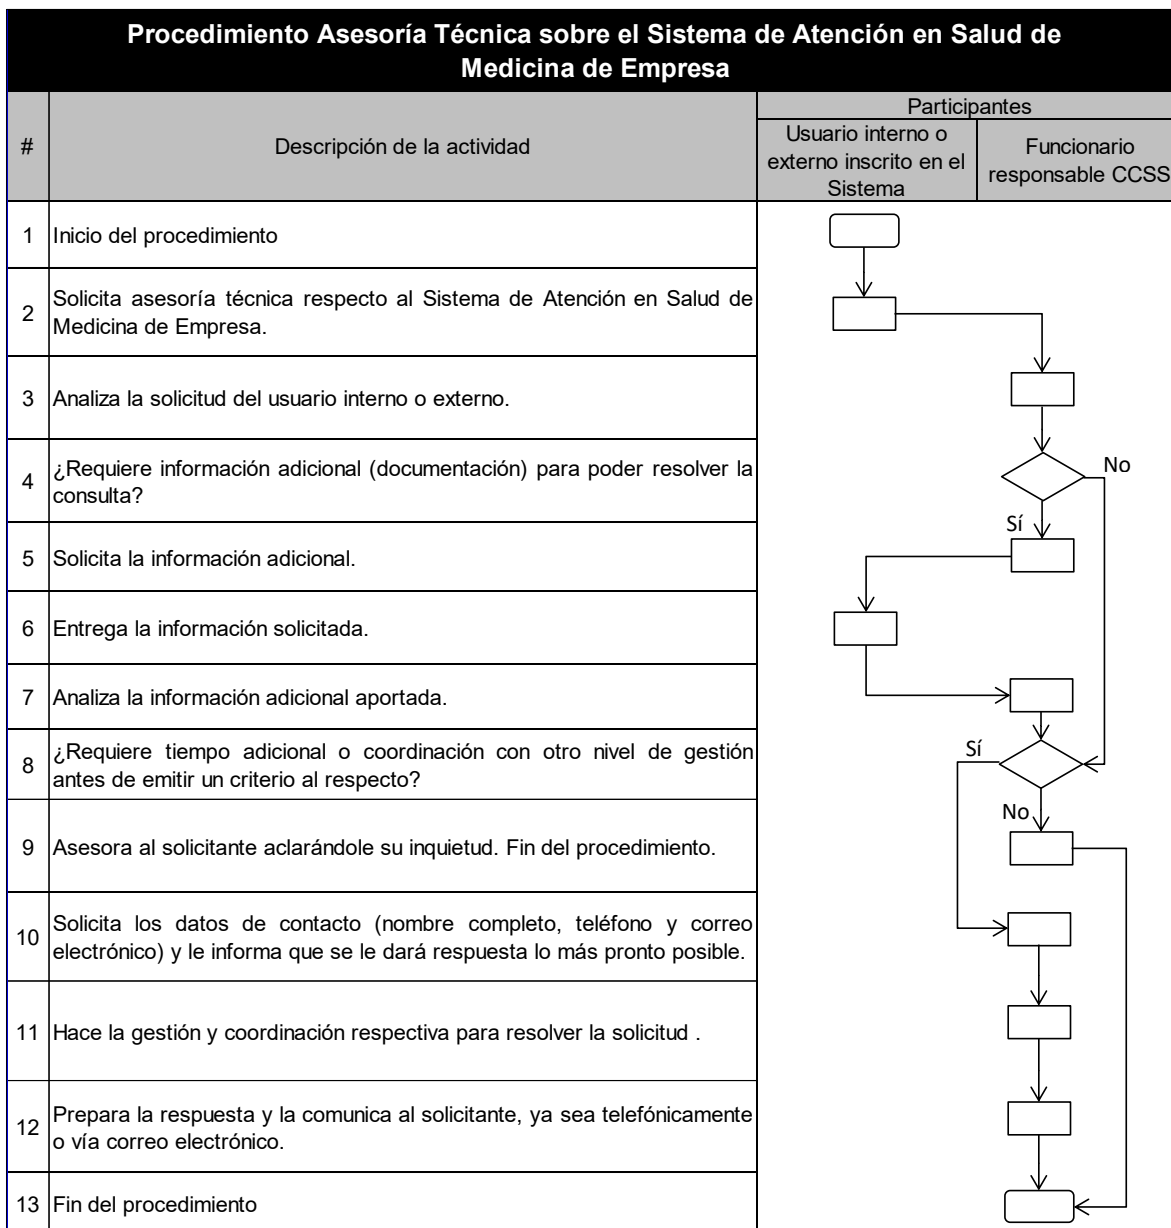 Procedimiento Asesoría Técnica sobre el Sistema de Atención en Salud de
Medicina de Empresa
#
Descripción de la actividad
Participantes
Usuario interno o
externo inscrito en el
Sistema
Funcionario
responsable CCSS
1 Inicio del procedimiento
2 Solicita asesoría técnica respecto al Sistema de Atención en Salud de
Medicina de Empresa.
3 Analiza la solicitud del usuario interno o externo.
4 ¿Requiere información adicional (documentación) para poder resolver la
consulta?
No
Sí
5 Solicita la información adicional.
6 Entrega la información solicitada.
7 Analiza la información adicional aportada.
8 ¿Requiere tiempo adicional o coordinación con otro nivel de gestión
antes de emitir un criterio al respecto?
Sí
No
9 Asesora al solicitante aclarándole su inquietud. Fin del procedimiento.
10 Solicita los datos de contacto (nombre completo, teléfono y correo
electrónico) y le informa que se le dará respuesta lo más pronto posible.
11 Hace la gestión y coordinación respectiva para resolver la solicitud .
12 Prepara la respuesta y la comunica al solicitante, ya sea telefónicamente
o vía correo electrónico.
13 Fin del procedimiento